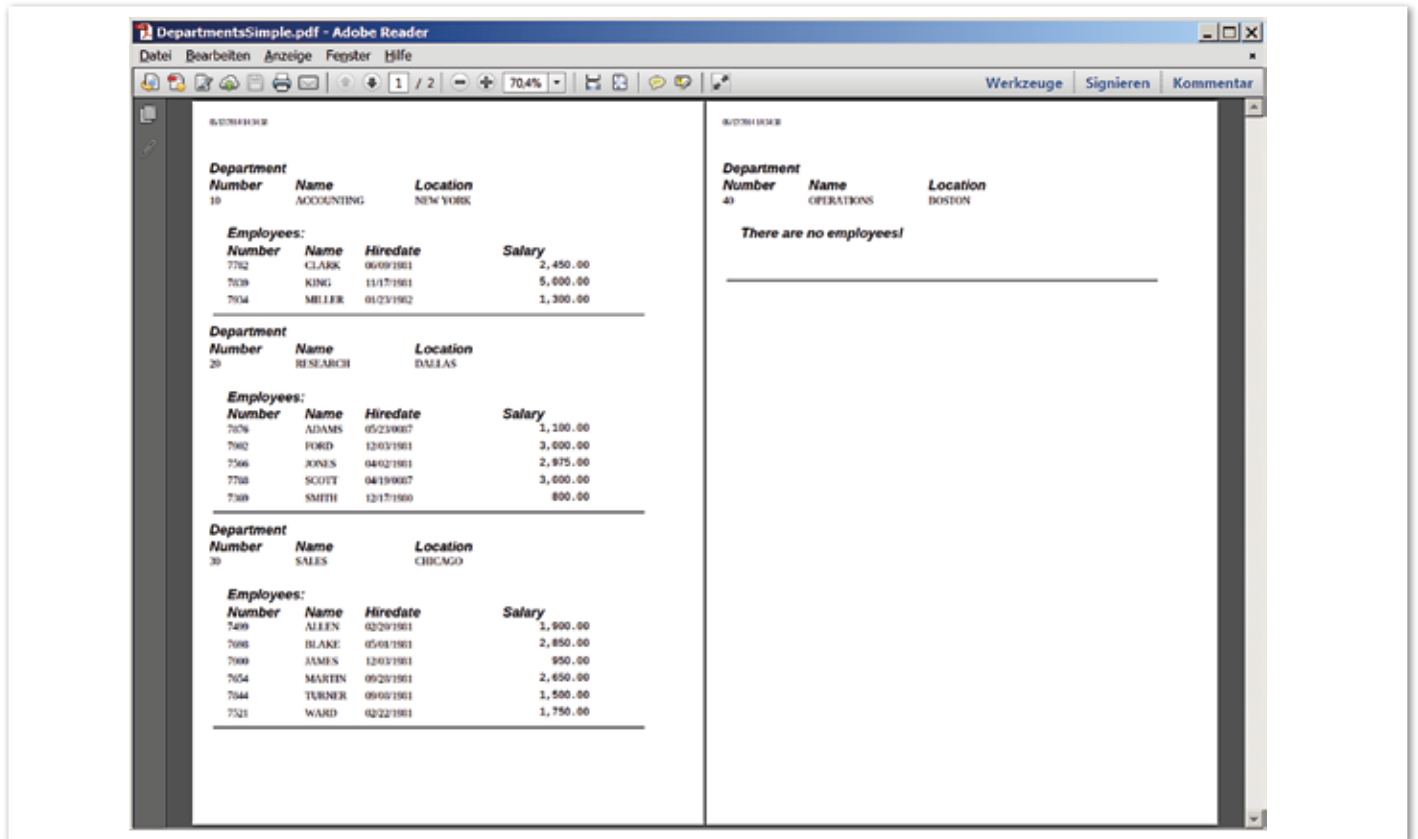 DepartmentsSimple.pdf - Adobe Reader
Datei Bearbeiten Anzeige Fenster Hilfe
1 / 2 70,4% Werkzeuge Signieren Kommentar
Department
Number Name Location
10 ACCOUNTING NEW YORK
Employees:
Number Name Hiredate Salary
7782 CLARK 06/09/1981 2,450.00
7839 KING 11/17/1981 5,000.00
7934 MILLER 01/23/1982 1,300.00
Department
Number Name Location
20 RESEARCH DALLAS
Employees:
Number Name Hiredate Salary
7876 ADAMS 05/23/0087 1,100.00
7902 FORD 12/03/1981 3,000.00
7566 JONES 04/02/1981 2,975.00
7788 SCOTT 04/19/0087 3,000.00
7369 SMITH 12/17/1980 800.00
Department
Number Name Location
30 SALES CHICAGO
Employees:
Number Name Hiredate Salary
7499 ALLEN 02/20/1981 1,900.00
7698 BLAKE 05/01/1981 2,850.00
7900 JAMES 12/03/1981 950.00
7654 MARTIN 09/28/1981 2,650.00
7844 TURNER 09/08/1981 1,500.00
7521 WARD 02/22/1981 1,750.00
Department
Number Name Location
40 OPERATIONS BOSTON
There are no employees!